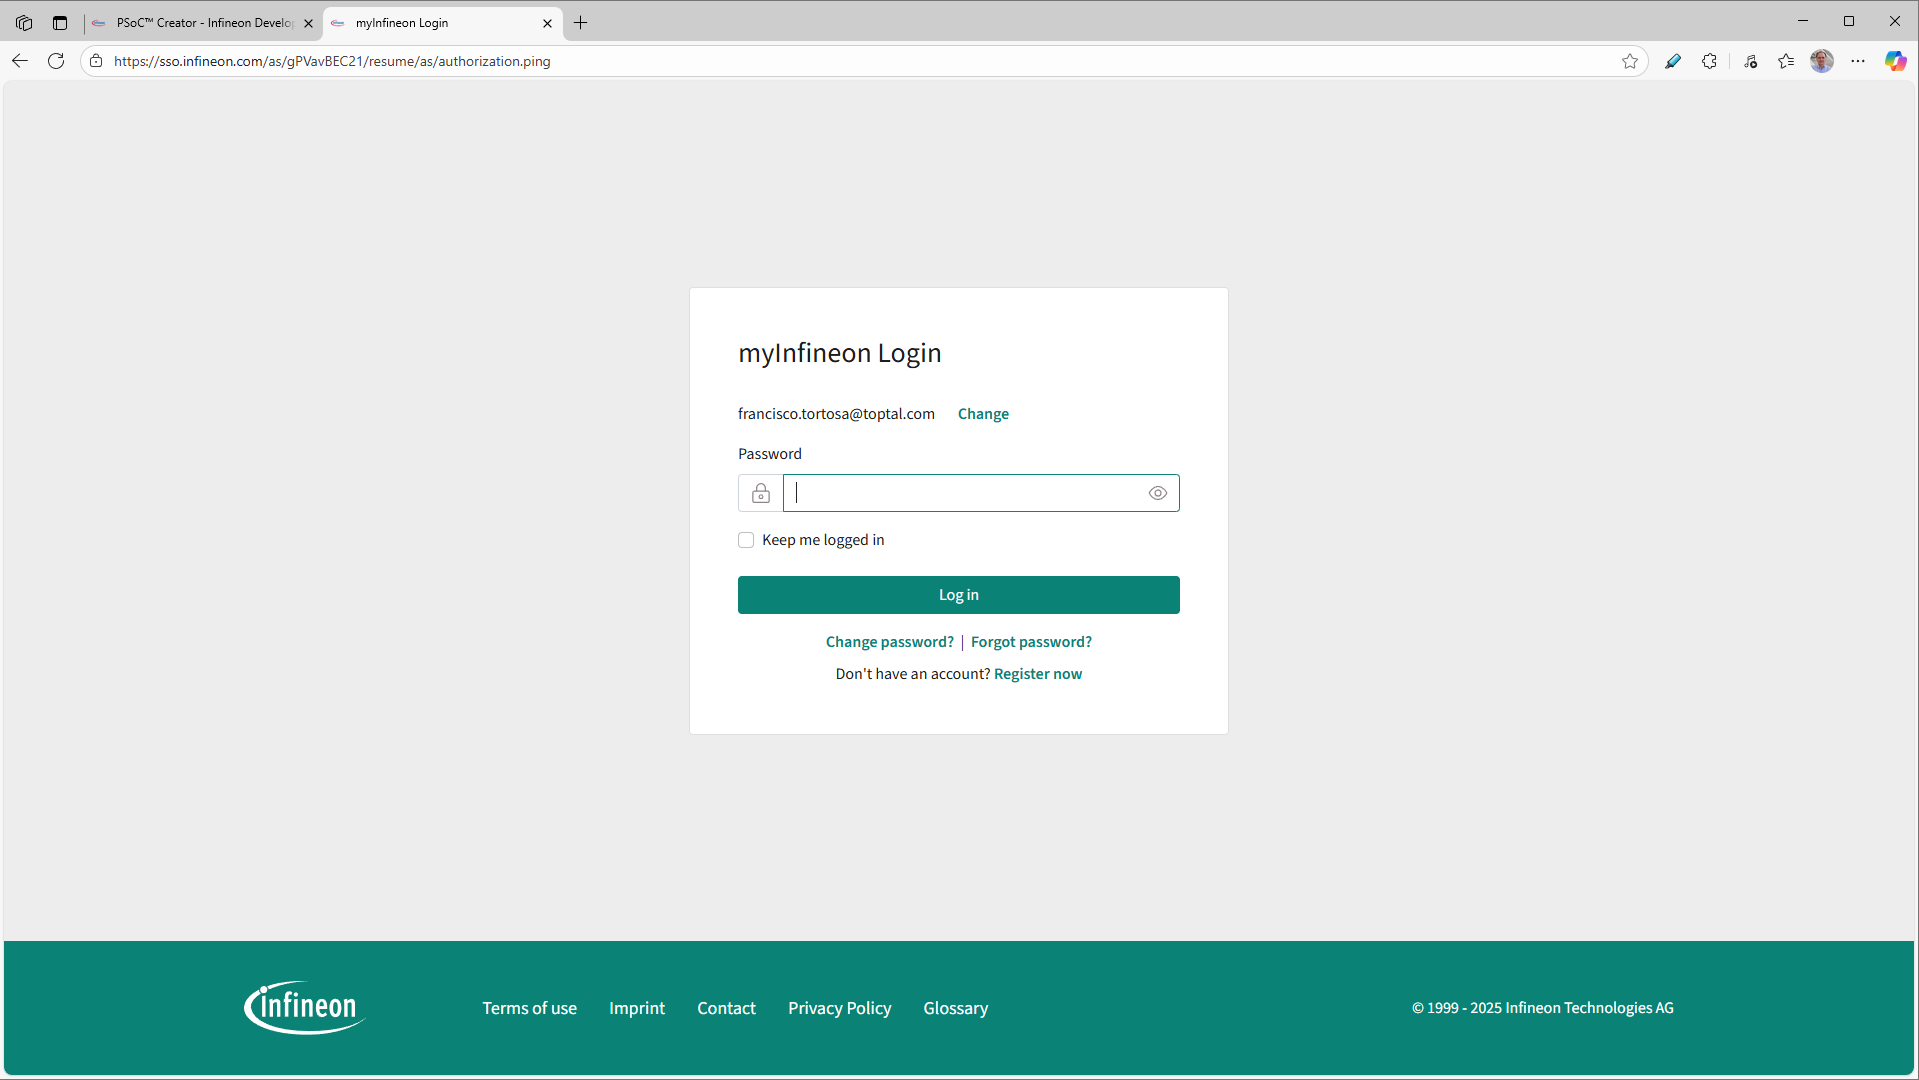 PSoC™ Creator - Infineon Develop
myInfineon Login
https://sso.infineon.com/as/gPVavBEC21/resume/as/authorization.ping
myInfineon Login
francisco.tortosa@toptal.com Change
Password
Keep me logged in
Log in
Change password? | Forgot password?
Don't have an account? Register now
infineon
Terms of use Imprint Contact Privacy Policy Glossary
© 1999 - 2025 Infineon Technologies AG